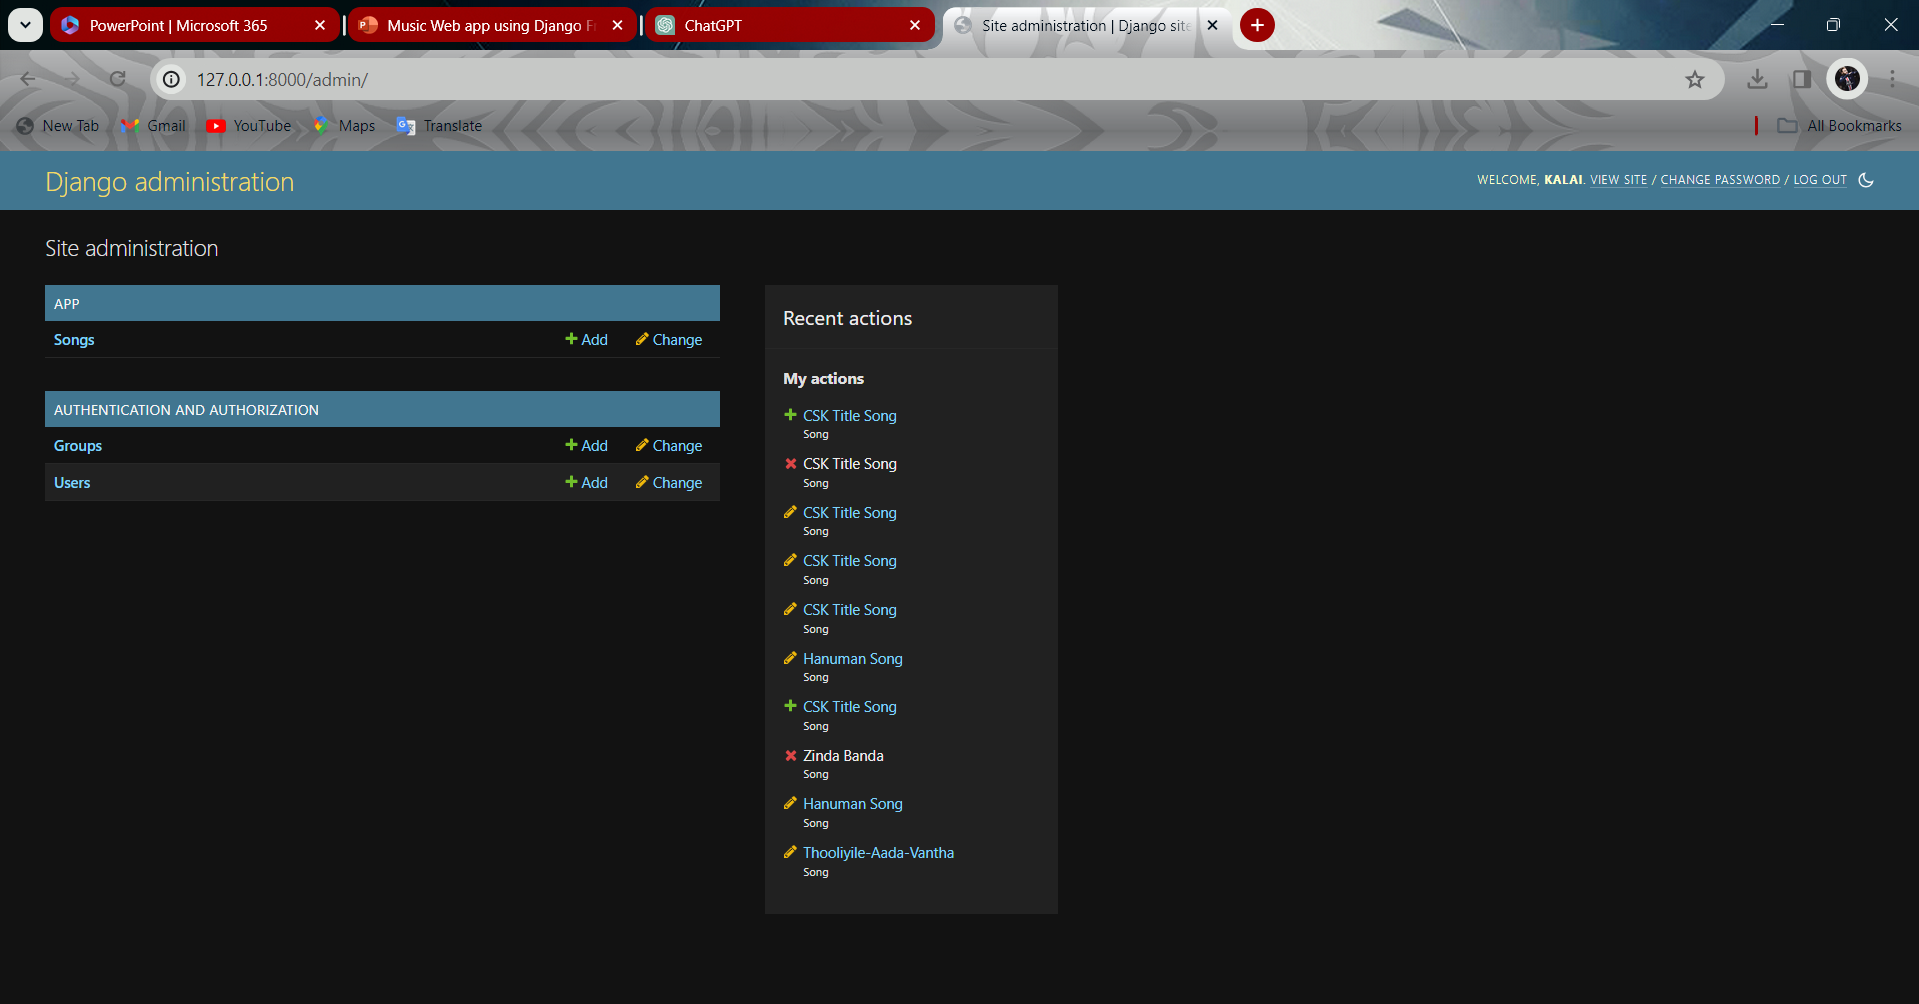 PowerPoint | Microsoft 365
Music Web app using Django F
ChatGPT
Site administration | Django site
127.0.0.1:8000/admin/
New Tab
Gmail
YouTube
Maps
Translate
All Bookmarks
Django administration
WELCOME, KALAI. VIEW SITE / CHANGE PASSWORD / LOG OUT
Site administration
APP
Songs Add Change
AUTHENTICATION AND AUTHORIZATION
Groups Add Change
Users Add Change
Recent actions
My actions
CSK Title Song
Song
CSK Title Song
Song
CSK Title Song
Song
CSK Title Song
Song
CSK Title Song
Song
Hanuman Song
Song
CSK Title Song
Song
Zinda Banda
Song
Hanuman Song
Song
Thooliyile-Aada-Vantha
Song